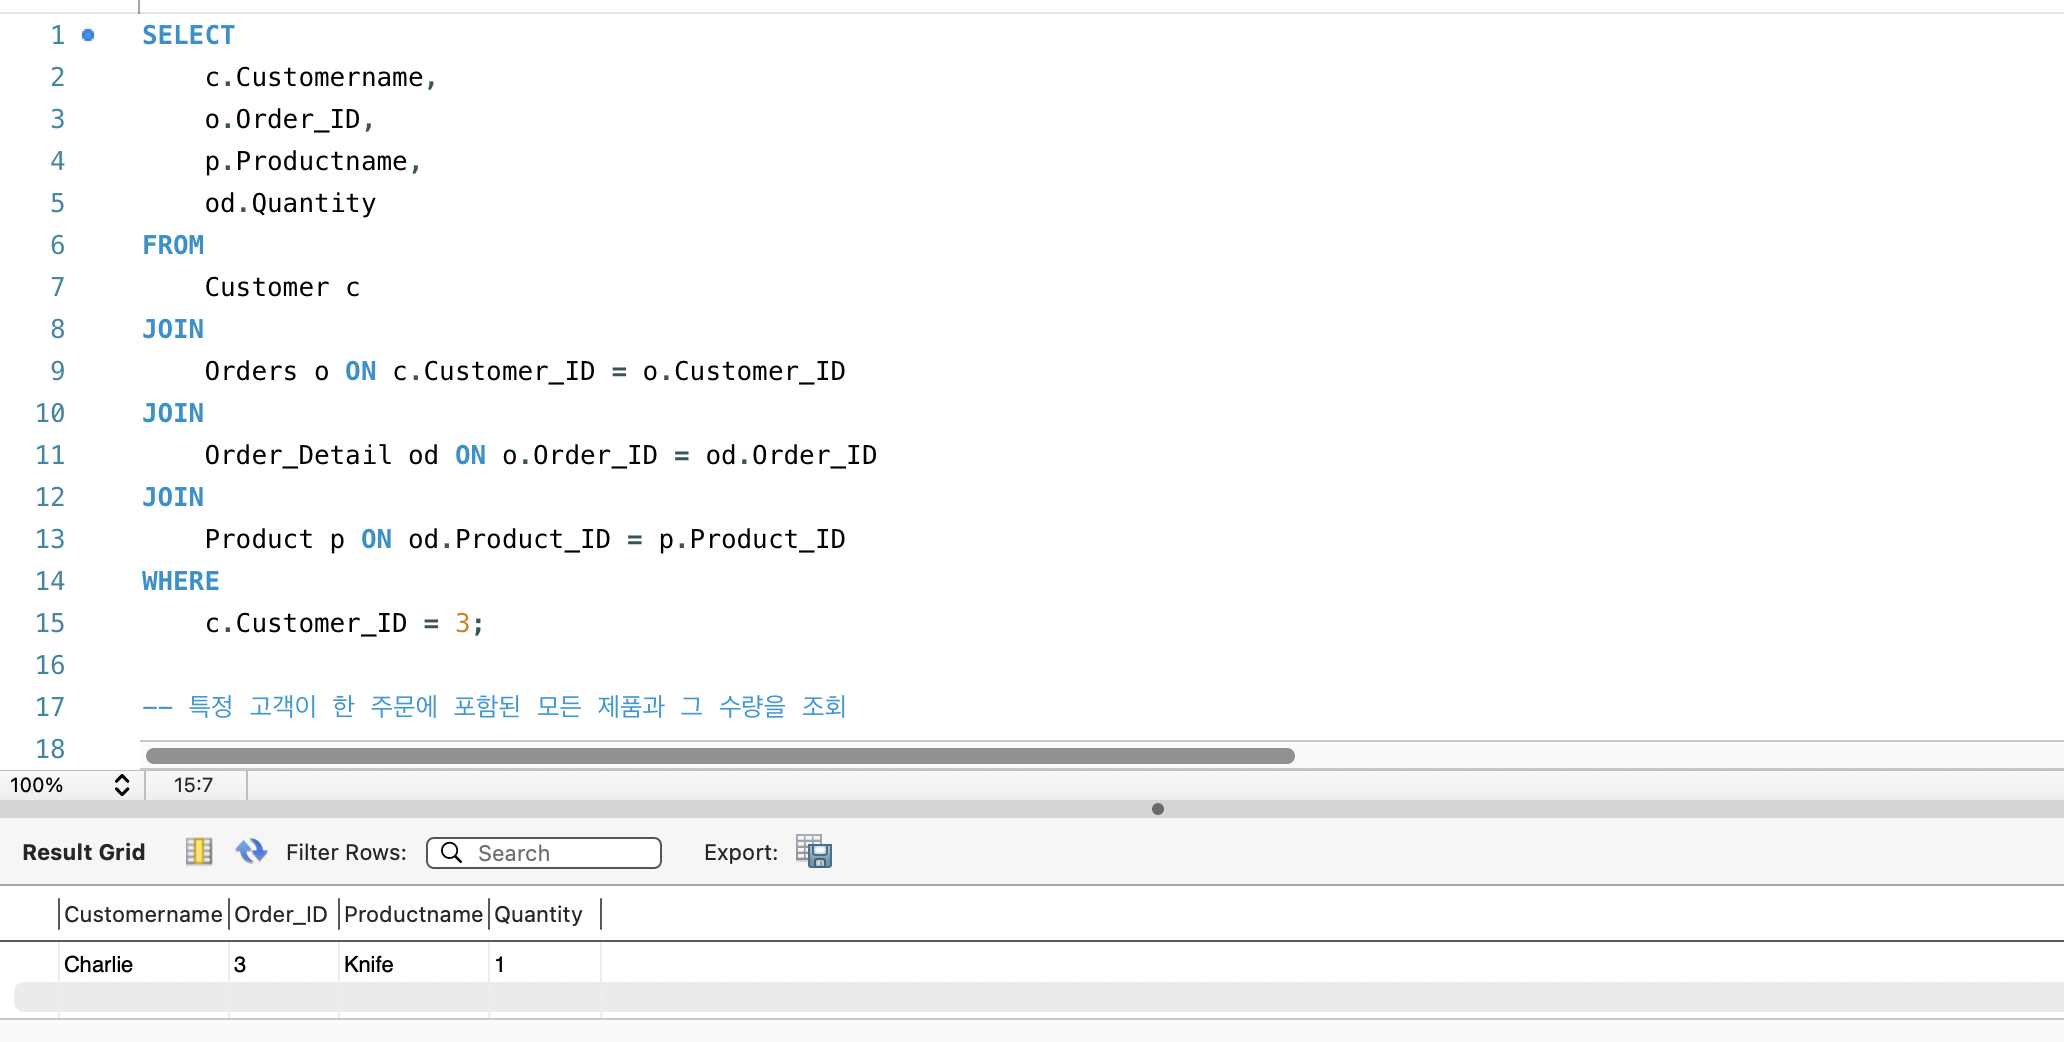 1 SELECT
2 c.Customername,
3 o.Order_ID,
4 p.Productname,
5 od.Quantity
6 FROM
7 Customer c
8 JOIN
9 Orders o ON c.Customer_ID = o.Customer_ID
10 JOIN
11 Order_Detail od ON o.Order_ID = od.Order_ID
12 JOIN
13 Product p ON od.Product_ID = p.Product_ID
14 WHERE
15 c.Customer_ID = 3;
16
17 -- 특정 고객이 한 주문에 포함된 모든 제품과 그 수량을 조회
18
100% 15:7
Result Grid Filter Rows: Search Export:
Customername Order_ID Productname Quantity
Charlie 3 Knife 1